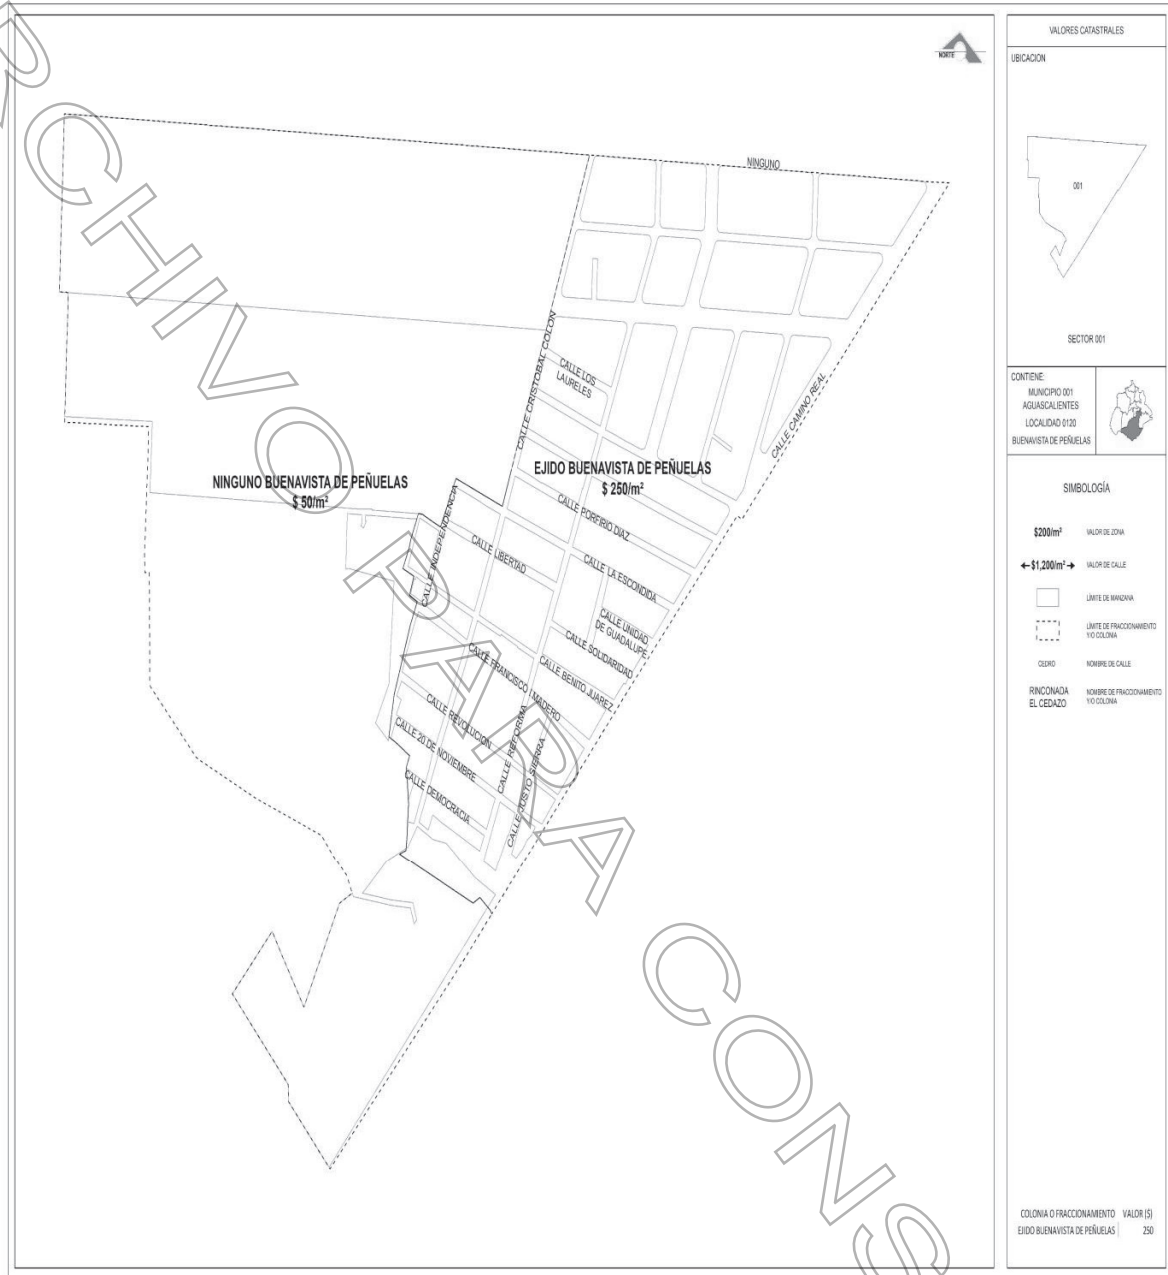 NORTE
NINGUNO
CALLE CRISTOBAL COLON
CALLE LOS
LAURELES
CALLE CAMINO REAL
NINGUNO BUENAVISTA DE PEÑUELAS
$ 50/m²
EJIDO BUENAVISTA DE PEÑUELAS
$ 250/m²
CALLE INDEPENDENCIA
CALLE PORFIRIO DIAZ
CALLE LIBERTAD
CALLE LA ESCONDIDA
CALLE UNIDAD
DE GUADALUPE
CALLE SOLIDARIDAD
CALLE BENITO JUAREZ
CALLE FRANCISCO I MADERO
CALLE REVOLUCION
CALLE REFORMA
CALLE 20 DE NOVIEMBRE
CALLE JUSTO SIERRA
CALLE DEMOCRACIA
RCHIVO PARA CONS
VALORES CATASTRALES
UBICACION
001
SECTOR 001
CONTIENE:
MUNICIPIO 001
AGUASCALIENTES
LOCALIDAD 0120
BUENAVISTA DE PEÑUELAS
SIMBOLOGÍA
$200/m² VALOR DE ZONA
$1,200/m² VALOR DE CALLE
LÍMITE DE MANZANA
LÍMITE DE FRACCIONAMIENTO
Y/O COLONIA
CEDRO NOMBRE DE CALLE
RINCONADA
EL CEDAZO
NOMBRE DE FRACCIONAMIENTO
Y/O COLONIA
COLONIA O FRACCIONAMIENTO VALOR ($)
EJIDO BUENAVISTA DE PEÑUELAS 250